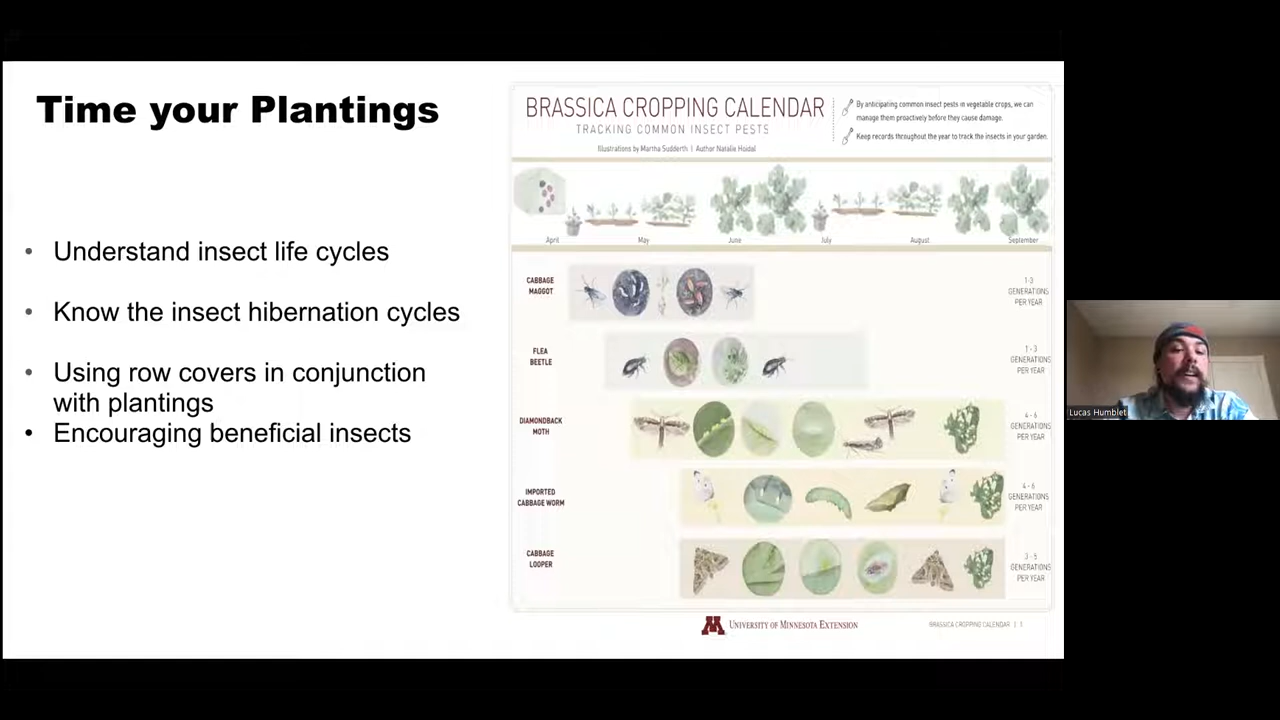 Time your Plantings
• Understand insect life cycles
• Know the insect hibernation cycles
• Using row covers in conjunction
with plantings
• Encouraging beneficial insects
BRASSICA CROPPING CALENDAR
TRACKING COMMON INSECT PESTS
Illustrations by Martha Sudderth | Author Natalie Hoidal
By anticipating common insect pests in vegetable crops, we can
manage them proactively before they cause damage.
Keep records throughout the year to track the insects in your garden.
April May June July August September
CABBAGE
MAGGOT
1-3
GENERATIONS
PER YEAR
FLEA
BEETLE
1 - 3
GENERATIONS
PER YEAR
DIAMONDBACK
MOTH
4 - 6
GENERATIONS
PER YEAR
IMPORTED
CABBAGE WORM
4 - 6
GENERATIONS
PER YEAR
CABBAGE
LOOPER
3 - 5
GENERATIONS
PER YEAR
UNIVERSITY OF MINNESOTA EXTENSION
BRASSICA CROPPING CALENDAR | 1
Lucas Humblet